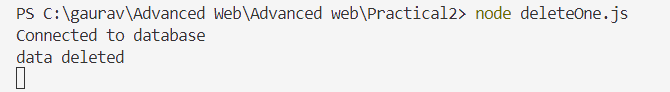 PS C:\gaurav\Advanced Web\Advanced web\Practical2> node deleteOne.js
Connected to database
data deleted